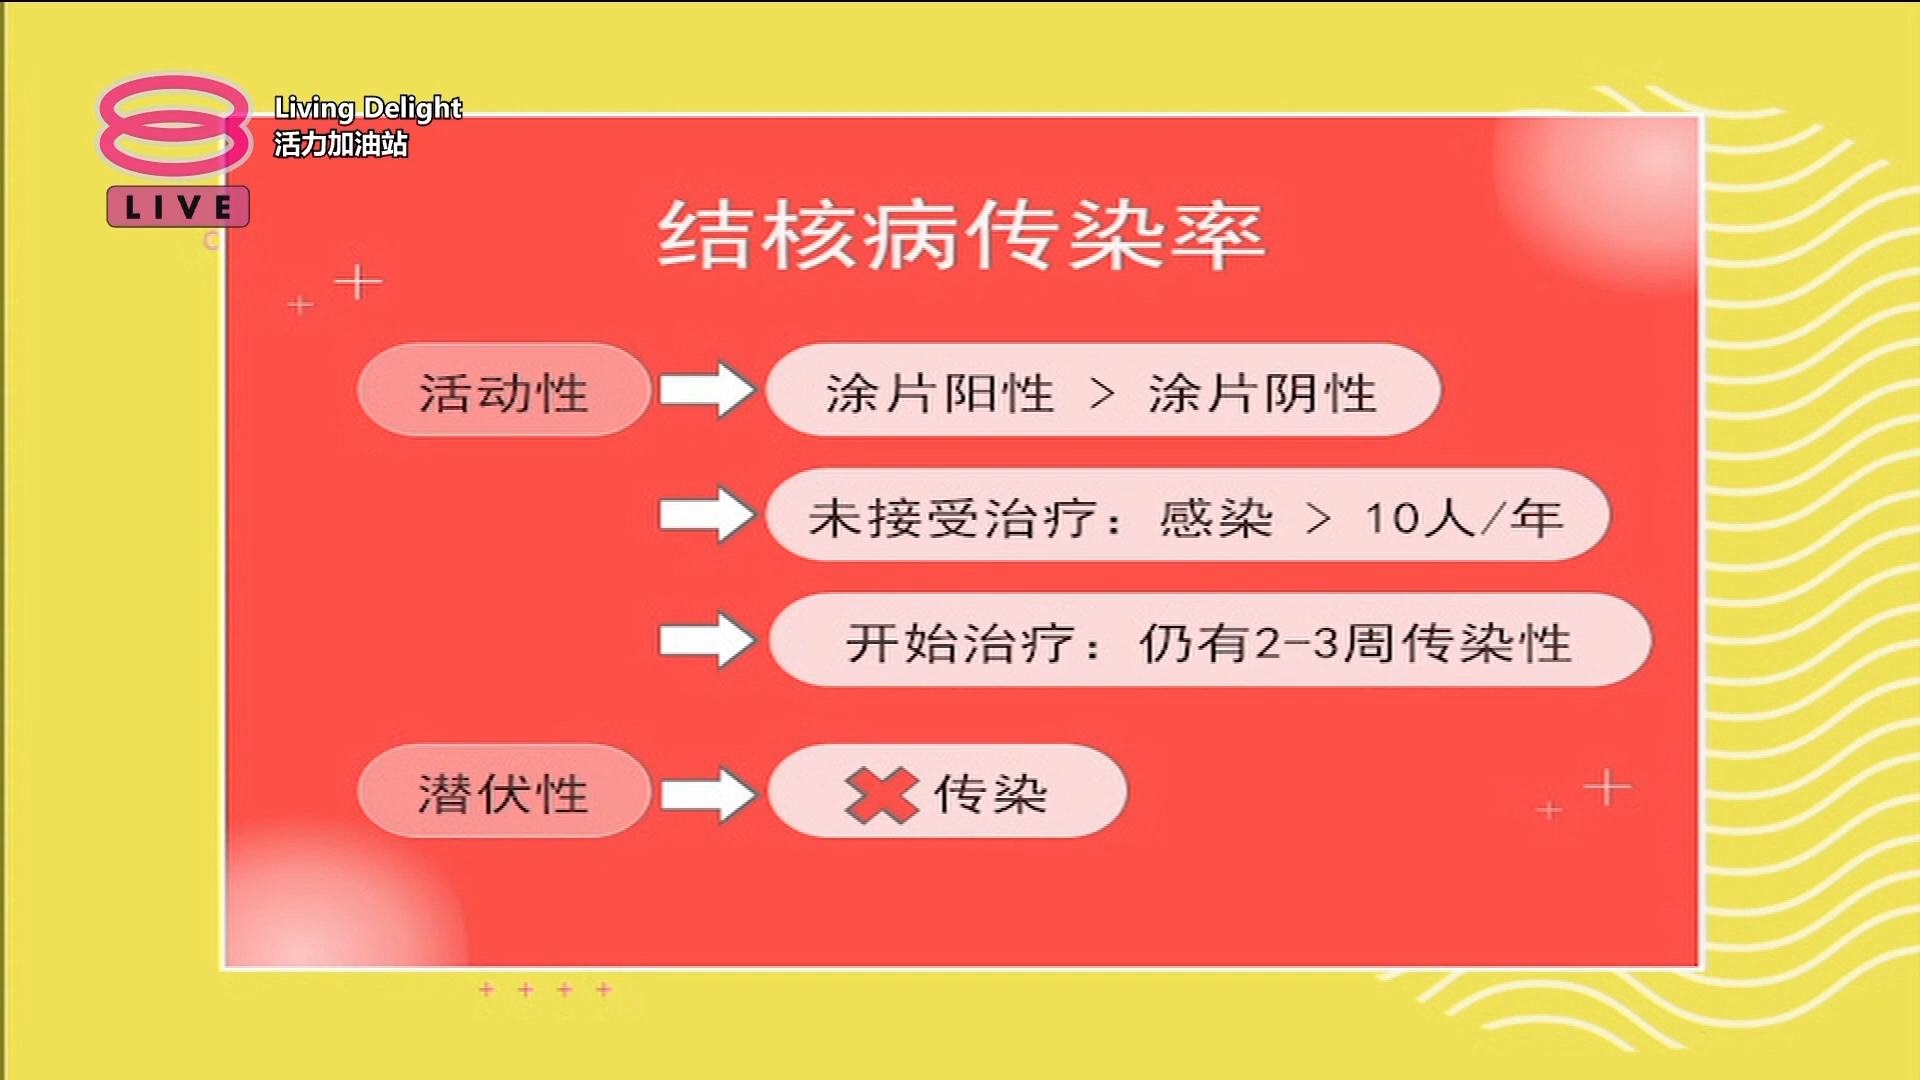 Living Delight
活力加油站
LIVE
结核病传染率
活动性
涂片阳性 > 涂片阴性
未接受治疗：感染 > 10人/年
开始治疗：仍有2-3周传染性
潜伏性
传染